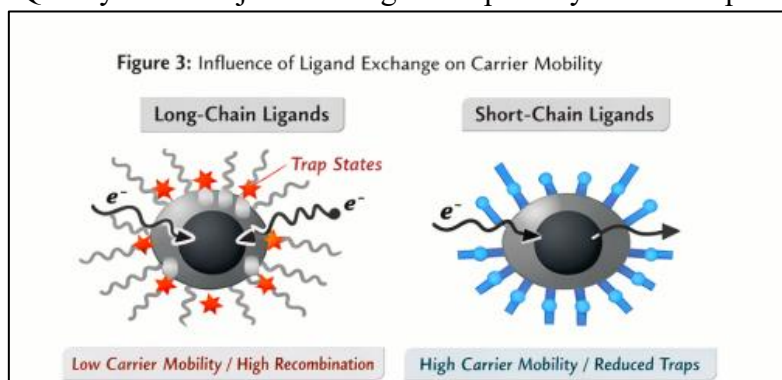 Figure 3: Influence of Ligand Exchange on Carrier Mobility
Long-Chain Ligands
Short-Chain Ligands
Trap States
e⁻
e⁻
e⁻
Low Carrier Mobility / High Recombination
High Carrier Mobility / Reduced Traps